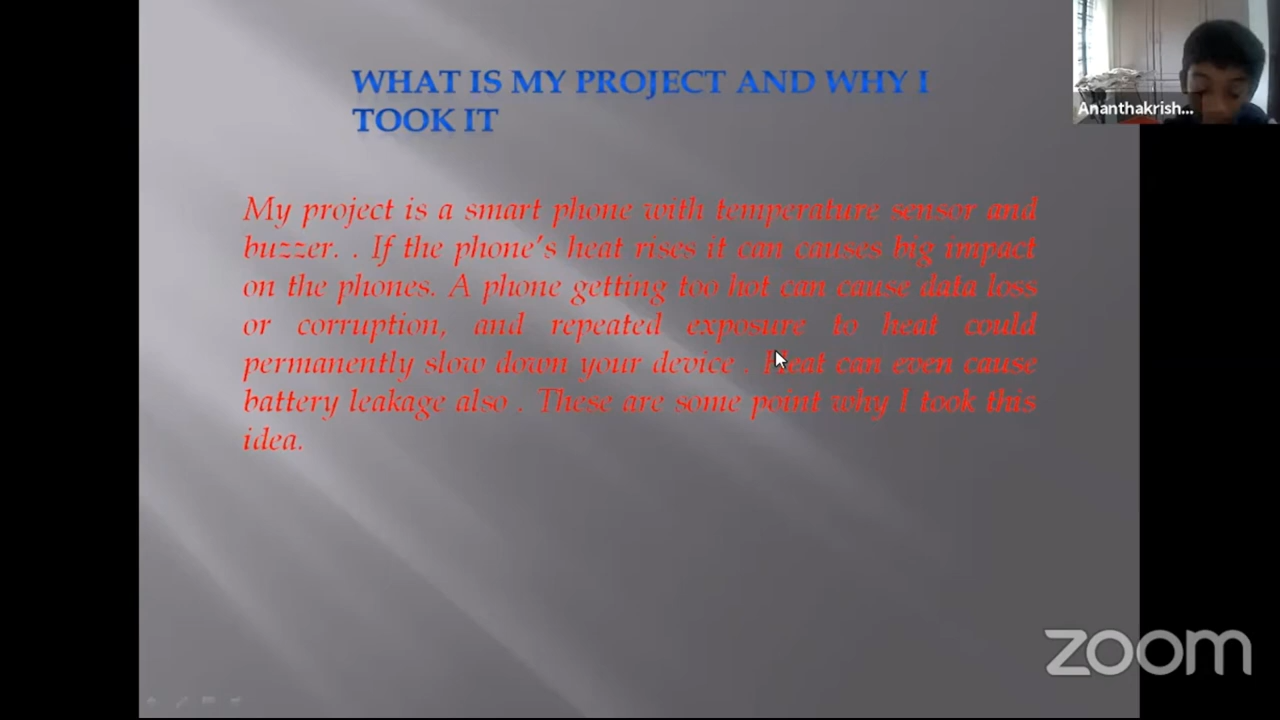 WHAT IS MY PROJECT AND WHY I
TOOK IT
Ananthakrish...
My project is a smart phone with temperature sensor and
buzzer. . If the phone's heat rises it can causes big impact
on the phones. A phone getting too hot can cause data loss
or corruption, and repeated exposure to heat could
permanently slow down your device . Heat can even cause
battery leakage also . These are some point why I took this
idea.
zoom